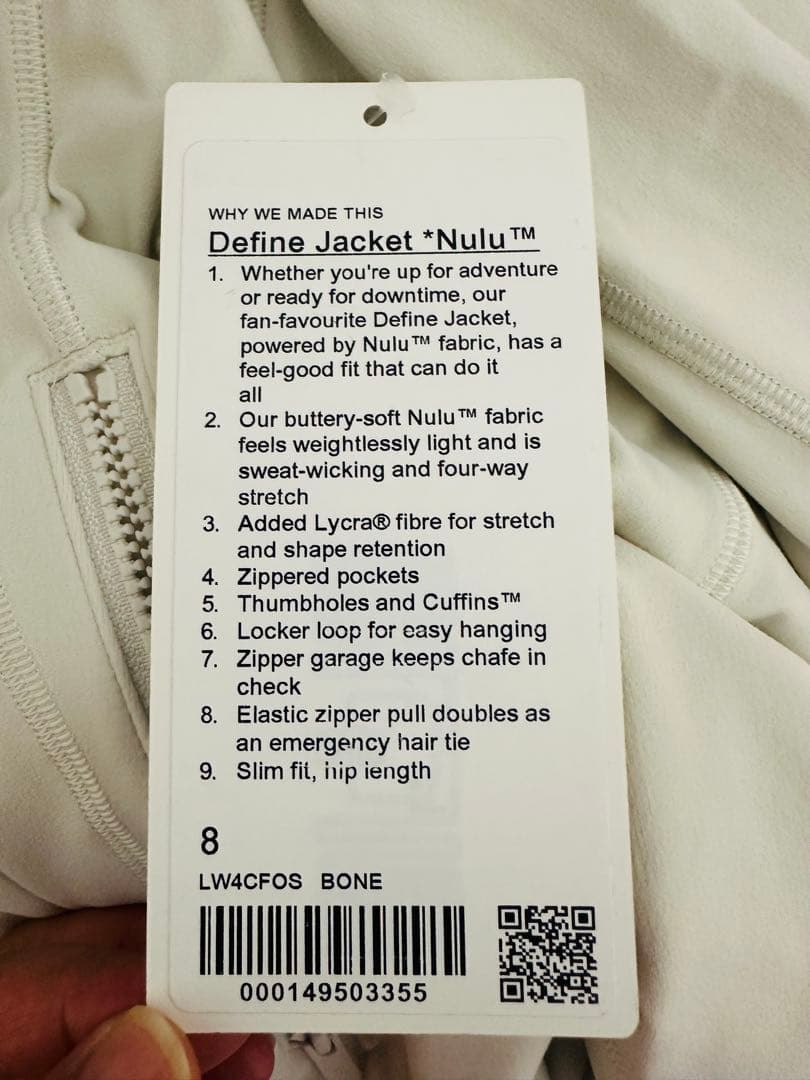 WHY WE MADE THIS
Define Jacket *Nulu™
1. Whether you're up for adventure
or ready for downtime, our
fan-favourite Define Jacket,
powered by Nulu™ fabric, has a
feel-good fit that can do it
all
2. Our buttery-soft Nulu™ fabric
feels weightlessly light and is
sweat-wicking and four-way
stretch
3. Added Lycra® fibre for stretch
and shape retention
4. Zippered pockets
5. Thumbholes and Cuffins™
6. Locker loop for easy hanging
7. Zipper garage keeps chafe in
check
8. Elastic zipper pull doubles as
an emergency hair tie
9. Slim fit, hip length
8
LW4CFOS BONE
000149503355